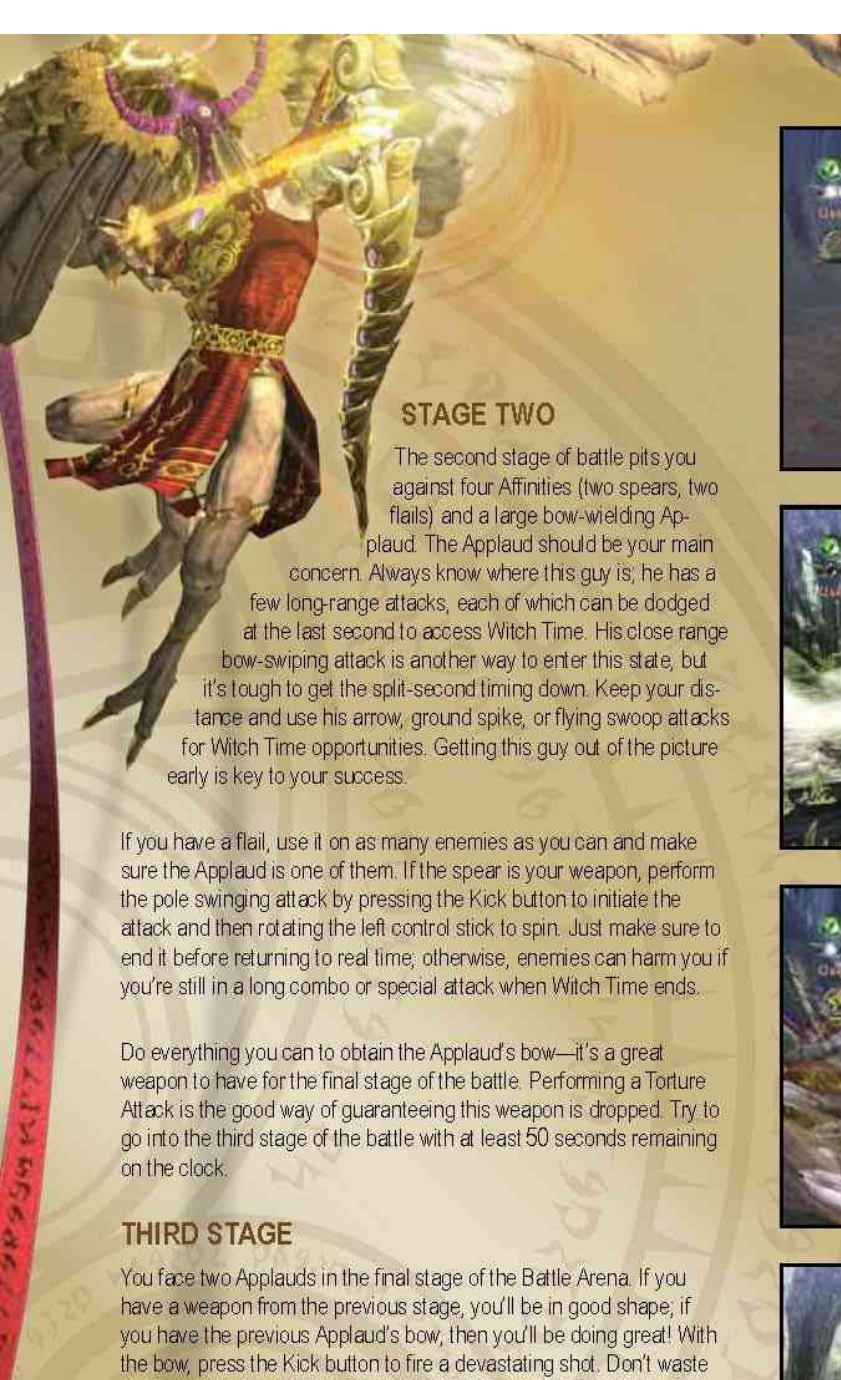 STAGE TWO
The second stage of battle pits you
against four Affinities (two spears, two
flails) and a large bow-wielding Ap-
plaud. The Applaud should be your main
concern. Always know where this guy is; he has a
few long-range attacks, each of which can be dodged
at the last second to access Witch Time. His close range
bow-swiping attack is another way to enter this state, but
it's tough to get the split-second timing down. Keep your dis-
tance and use his arrow, ground spike, or flying swoop attacks
for Witch Time opportunities. Getting this guy out of the picture
early is key to your success.
If you have a flail, use it on as many enemies as you can and make
sure the Applaud is one of them. If the spear is your weapon, perform
the pole swinging attack by pressing the Kick button to initiate the
attack and then rotating the left control stick to spin. Just make sure to
end it before returning to real time; otherwise, enemies can harm you if
you're still in a long combo or special attack when Witch Time ends.
Do everything you can to obtain the Applaud's bow—it's a great
weapon to have for the final stage of the battle. Performing a Torture
Attack is the good way of guaranteeing this weapon is dropped. Try to
go into the third stage of the battle with at least 50 seconds remaining
on the clock.
THIRD STAGE
You face two Applauds in the final stage of the Battle Arena. If you
have a weapon from the previous stage, you'll be in good shape; if
you have the previous Applaud's bow, then you'll be doing great! With
the bow, press the Kick button to fire a devastating shot. Don't waste